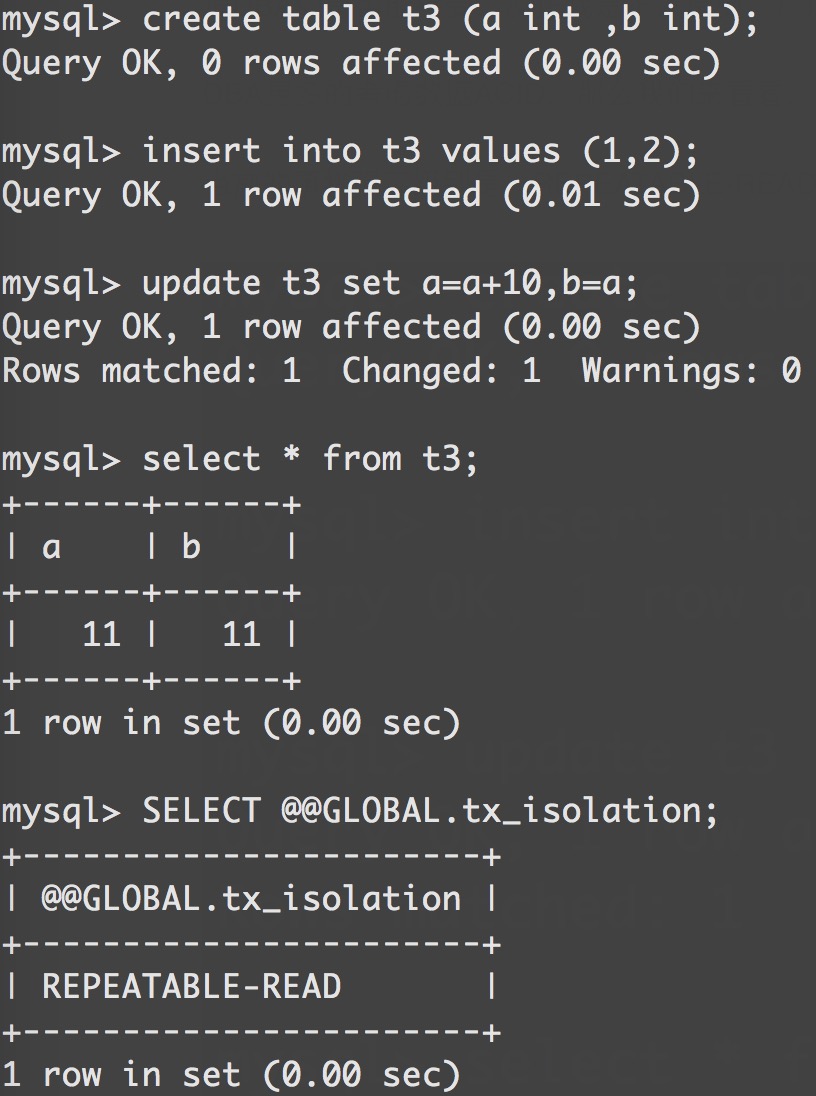 mysql> create table t3 (a int ,b int);
Query OK, 0 rows affected (0.00 sec)
mysql> insert into t3 values (1,2);
Query OK, 1 row affected (0.01 sec)
mysql> update t3 set a=a+10,b=a;
Query OK, 1 row affected (0.00 sec)
Rows matched: 1  Changed: 1  Warnings: 0
mysql> select * from t3;
+------+------+
| a    | b    |
+------+------+
|   11 |   11 |
+------+------+
1 row in set (0.00 sec)
mysql> SELECT @@GLOBAL.tx_isolation;
+-----------------------+
| @@GLOBAL.tx_isolation |
+-----------------------+
| REPEATABLE-READ       |
+-----------------------+
1 row in set (0.00 sec)